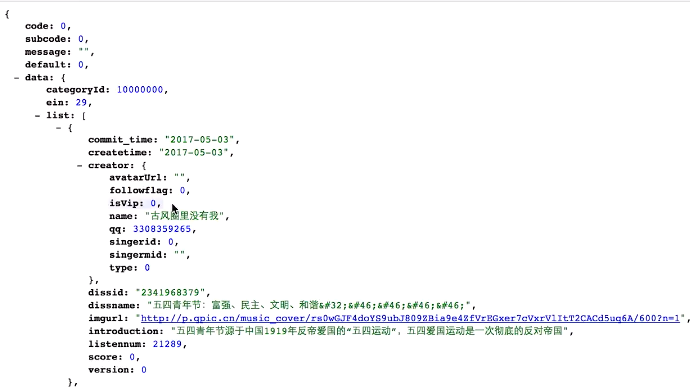 {
code: 0,
subcode: 0,
message: "",
default: 0,
- data: {
categoryId: 10000000,
ein: 29,
- list: [
- {
commit_time: "2017-05-03",
createtime: "2017-05-03",
- creator: {
avatarUrl: "",
followflag: 0,
isVip: 0,
name: "古风圈里没有我",
qq: 3308359265,
singerid: 0,
singermid: "",
type: 0
},
dissid: "2341968379",
dissname: "五四青年节：富强、民主、文明、和谐&#32;&#46;&#46;&#46;&#46;",
imgurl: "http://p.qpic.cn/music_cover/rs0wGJF4doYS9ubJ809ZBia9e4ZfVrEGxer7cVxrVlItT2CACd5uq6A/600?n=1",
introduction: "五四青年节源于中国1919年反帝爱国的“五四运动”，五四爱国运动是一次彻底的反对帝国",
listennum: 21289,
score: 0,
version: 0
},